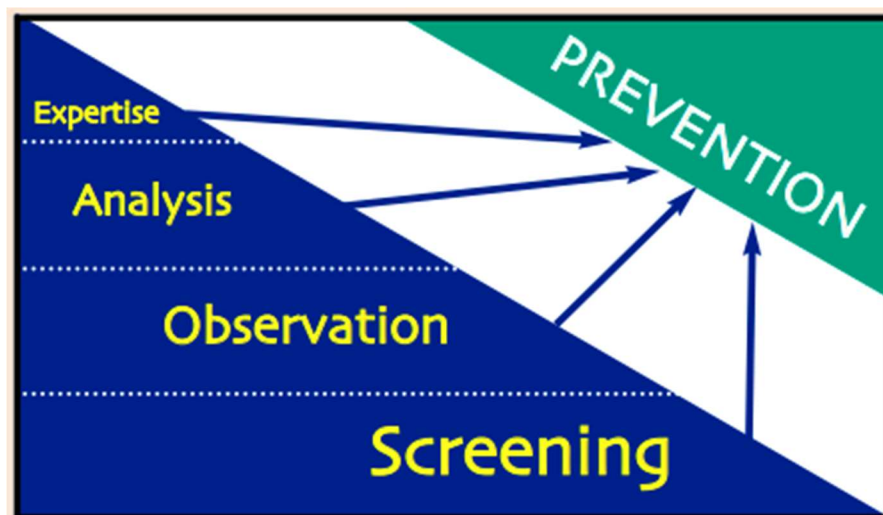 PREVENTION
Expertise
Analysis
Observation
Screening